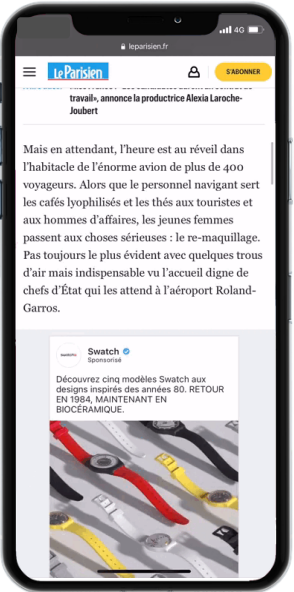 4G
leparisien.fr
Le Parisien
S'ABONNER
travail», annonce la productrice Alexia Laroche-
Joubert
Mais en attendant, l'heure est au réveil dans
l'habitacle de l'énorme avion de plus de 400
voyageurs. Alors que le personnel navigant sert
les cafés lyophilisés et les thés aux touristes et
aux hommes d'affaires, les jeunes femmes
passent aux choses sérieuses : le re-maquillage.
Pas toujours le plus évident avec quelques trous
d'air mais indispensable vu l'accueil digne de
chefs d'État qui les attend à l'aéroport Roland-
Garros.
Swatch
Sponsorisé
Découvrez cinq modèles Swatch aux
designs inspirés des années 80. RETOUR
EN 1984, MAINTENANT EN
BIOCÉRAMIQUE.